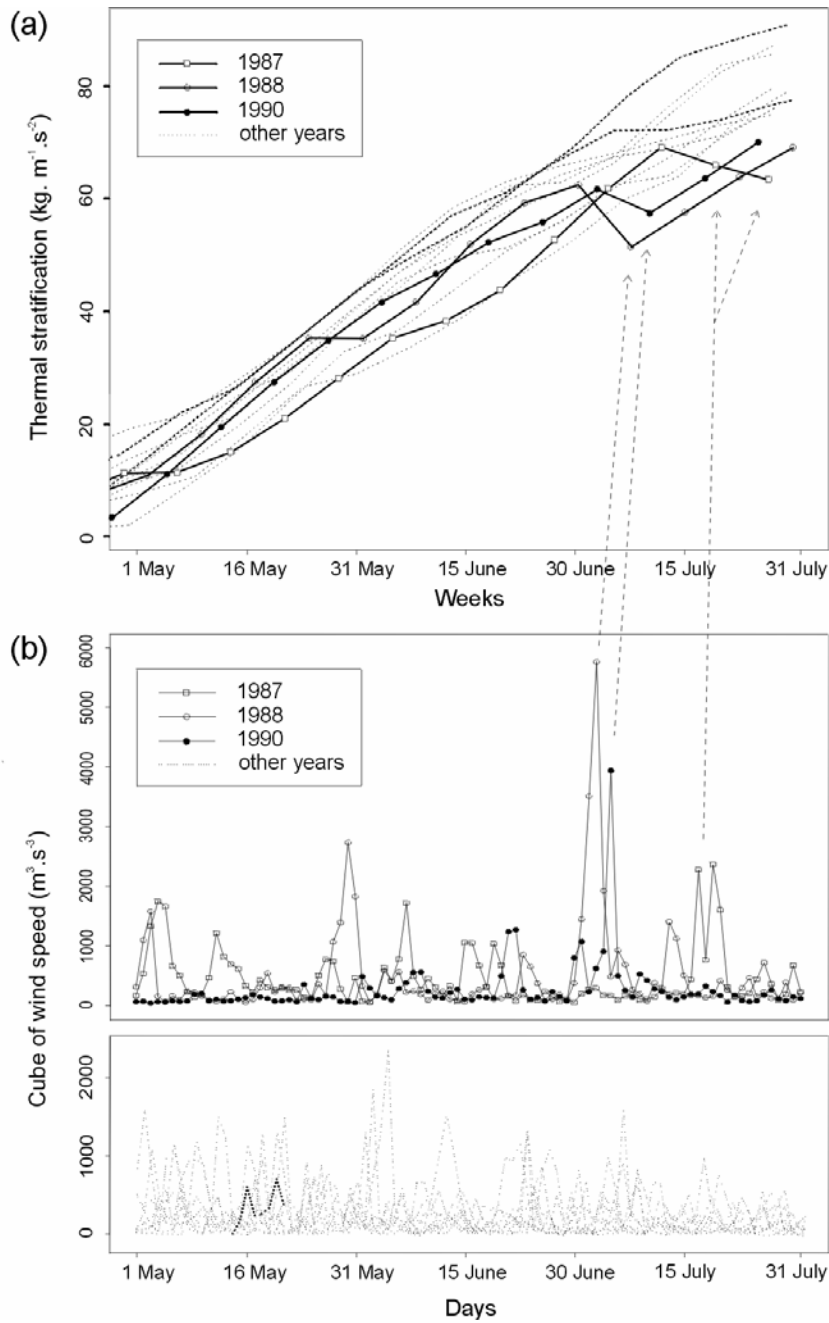 (a)
Thermal stratification (kg. m⁻¹.s⁻²)
80
60
40
20
0
1987
1988
1990
other years
1 May 16 May 31 May 15 June 30 June 15 July 31 July
Weeks
(b)
Cube of wind speed (m³.s⁻³)
6000
5000
4000
3000
2000
1000
0
1987
1988
1990
other years
2000
1000
0
1 May 16 May 31 May 15 June 30 June 15 July 31 July
Days